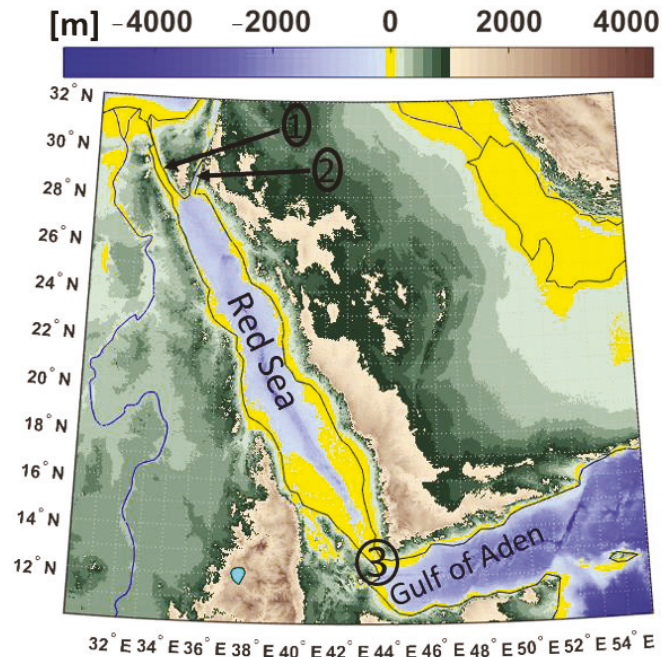 [m] −4000 −2000 0 2000 4000
32° N
30° N
28° N
26° N
24° N
22° N
20° N
18° N
16° N
14° N
12° N
①
②
Red Sea
③
Gulf of Aden
32° E 34° E 36° E 38° E 40° E 42° E 44° E 46° E 48° E 50° E 52° E 54° E